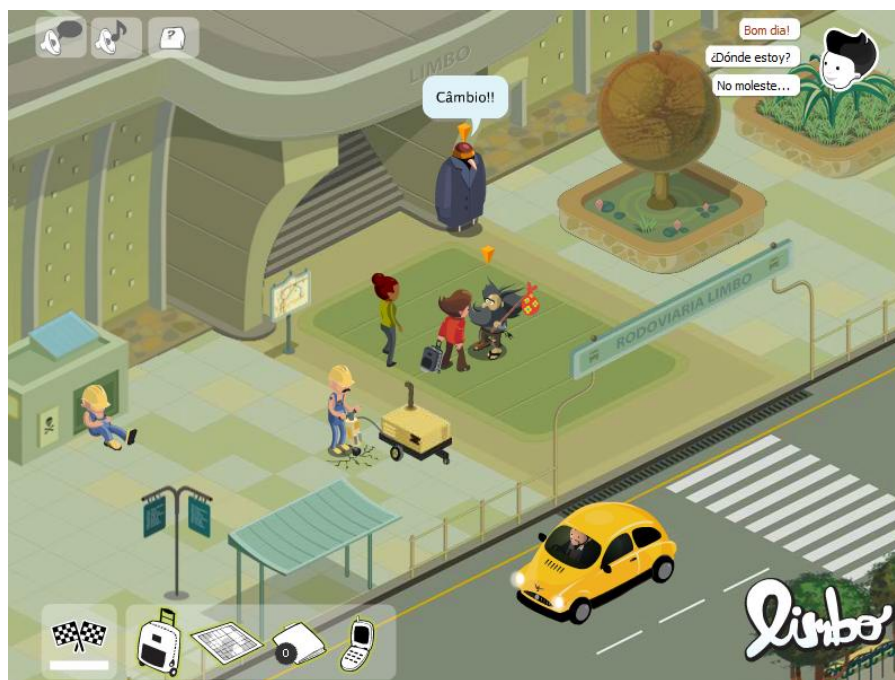 ?
LIMBO
Câmbio!!
Bom dia!
¿Dónde estoy?
No moleste...
RODOVIARIA LIMBO
0
limbo